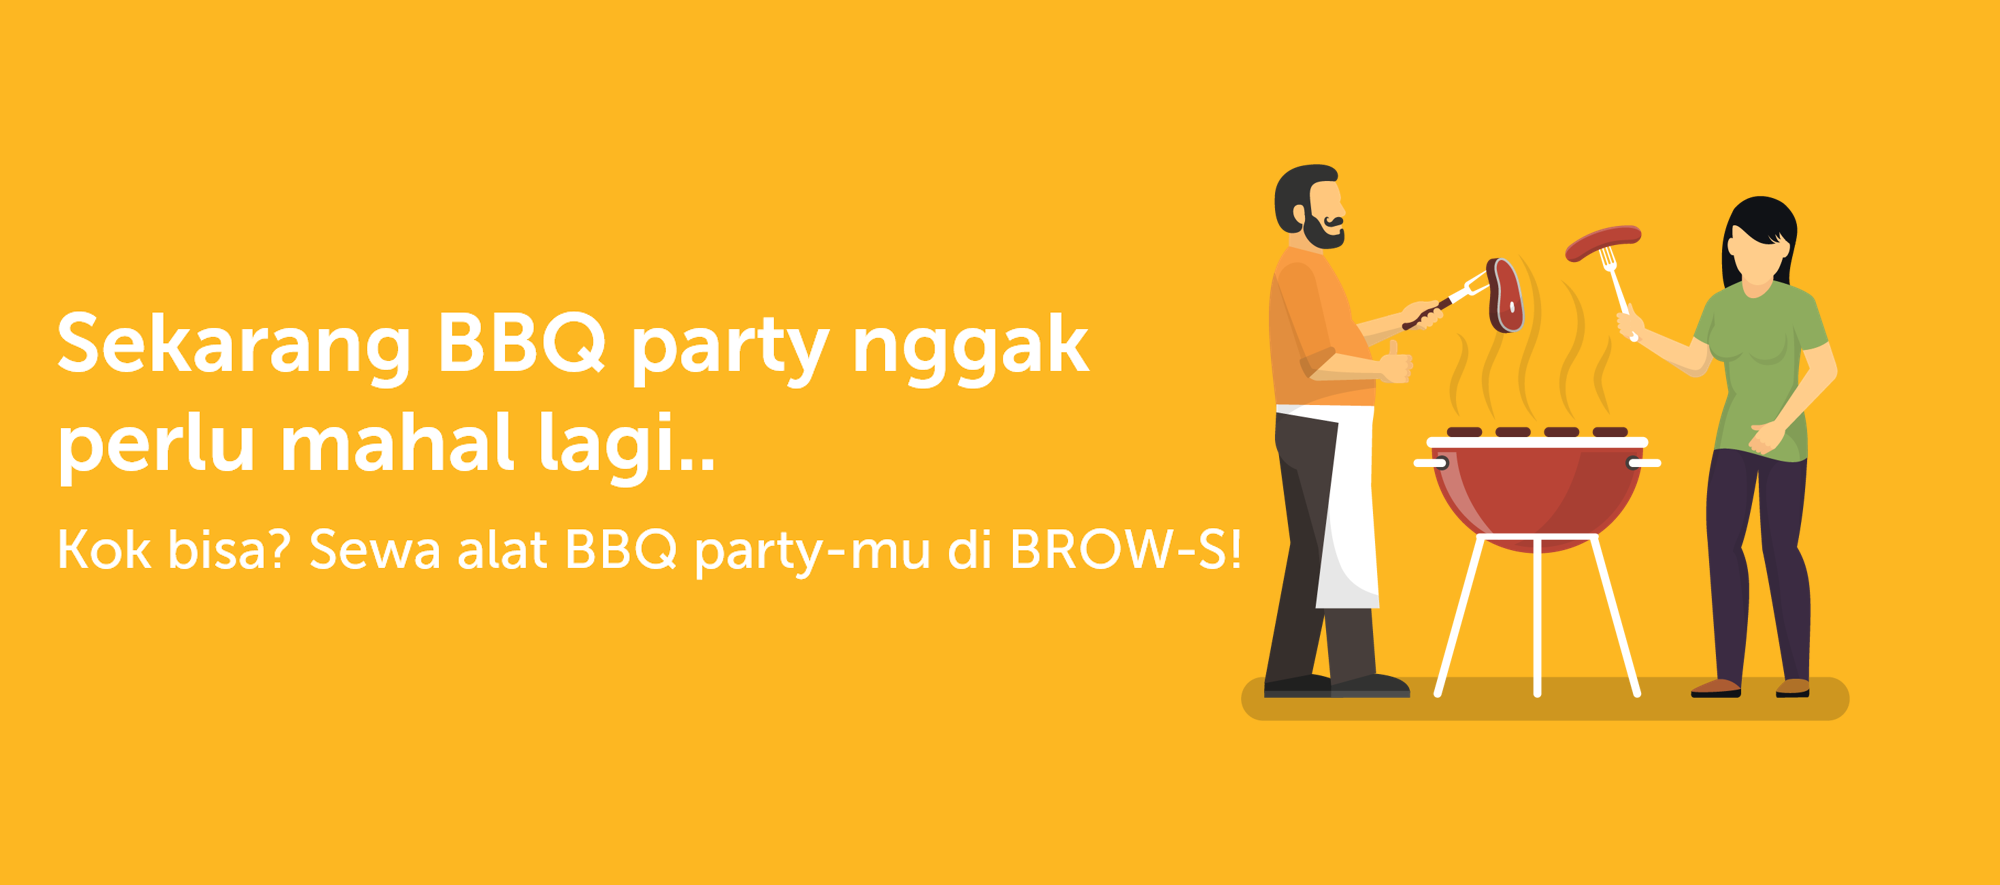 Sekarang BBQ party nggak
perlu mahal lagi..
Kok bisa? Sewa alat BBQ party-mu di BROW-S!